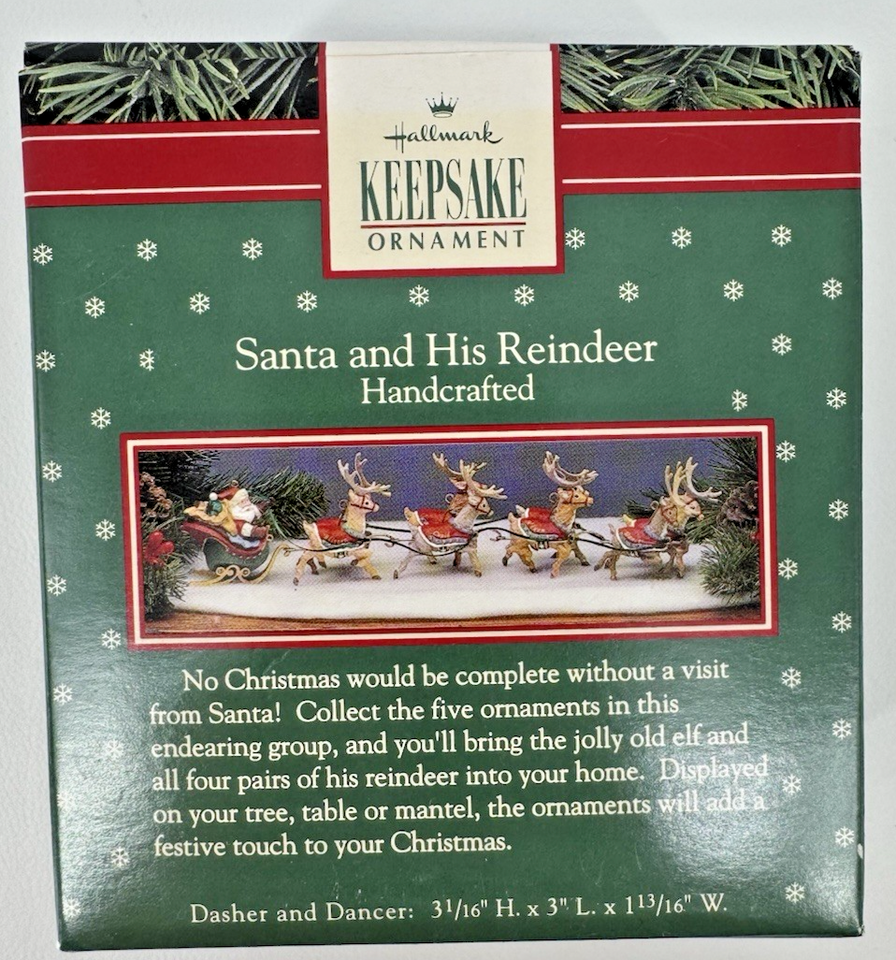 Hallmark
KEEPSAKE
ORNAMENT
Santa and His Reindeer
Handcrafted
No Christmas would be complete without a visit
from Santa! Collect the five ornaments in this
endearing group, and you'll bring the jolly old elf and
all four pairs of his reindeer into your home. Displayed
on your tree, table or mantel, the ornaments will add a
festive touch to your Christmas.
Dasher and Dancer: 3 1/16" H. x 3" L. x 1 13/16" W.